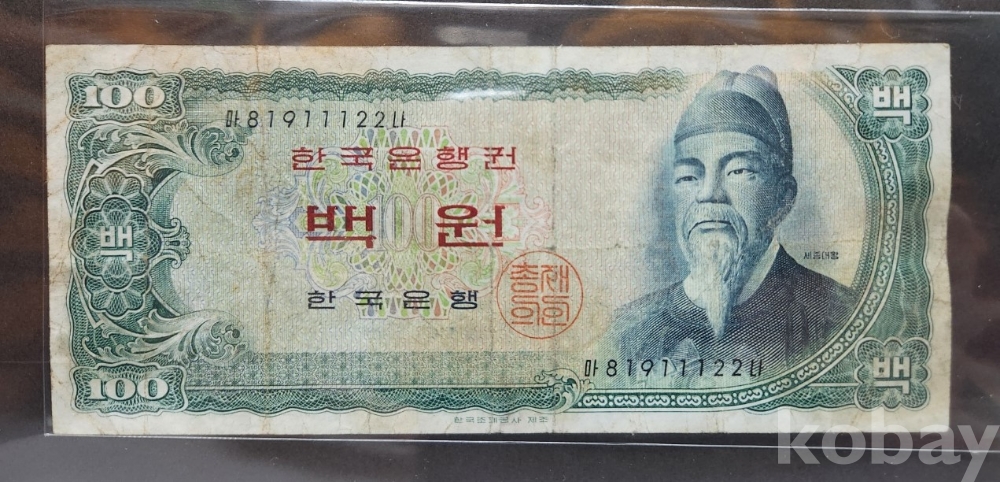 100
백
마81911122나
한국은행권
백 100 원
백
세종대왕
한국은행
총재의인
마81911122나
100
백
한국조폐공사 제조
kobay